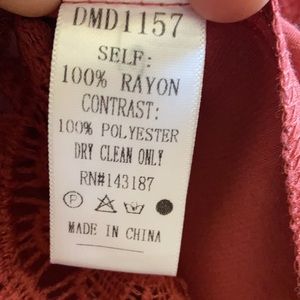 DMD1157
SELF:
100% RAYON
CONTRAST:
100% POLYESTER
DRY CLEAN ONLY
RN#143187
P
MADE IN CHINA